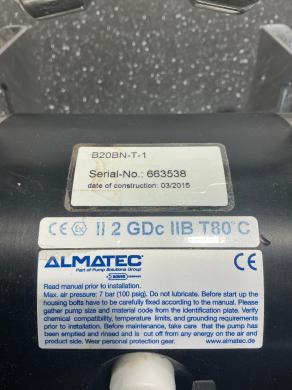 B20BN-T-1
Serial-No.: 663538
date of construction: 03/2015
CE Ex II 2 GDc IIB T80°C
ALMATEC
Part of Pump Solutions Group
DOVER
CE
Read manual prior to installation.
Max. air pressure: 7 bar (100 psig). Do not lubricate. Before start up the
housing bolts have to be carefully fixed according to the manual. Please
gather pump size and material code from the identification plate. Verify
chemical compatibility, temperature limits, and grounding requirements
prior to installation. Before maintenance, take care that the pump has
been emptied and rinsed and is cut off from any energy on the air and
product side. Wear personal protection gear.
www.almatec.de